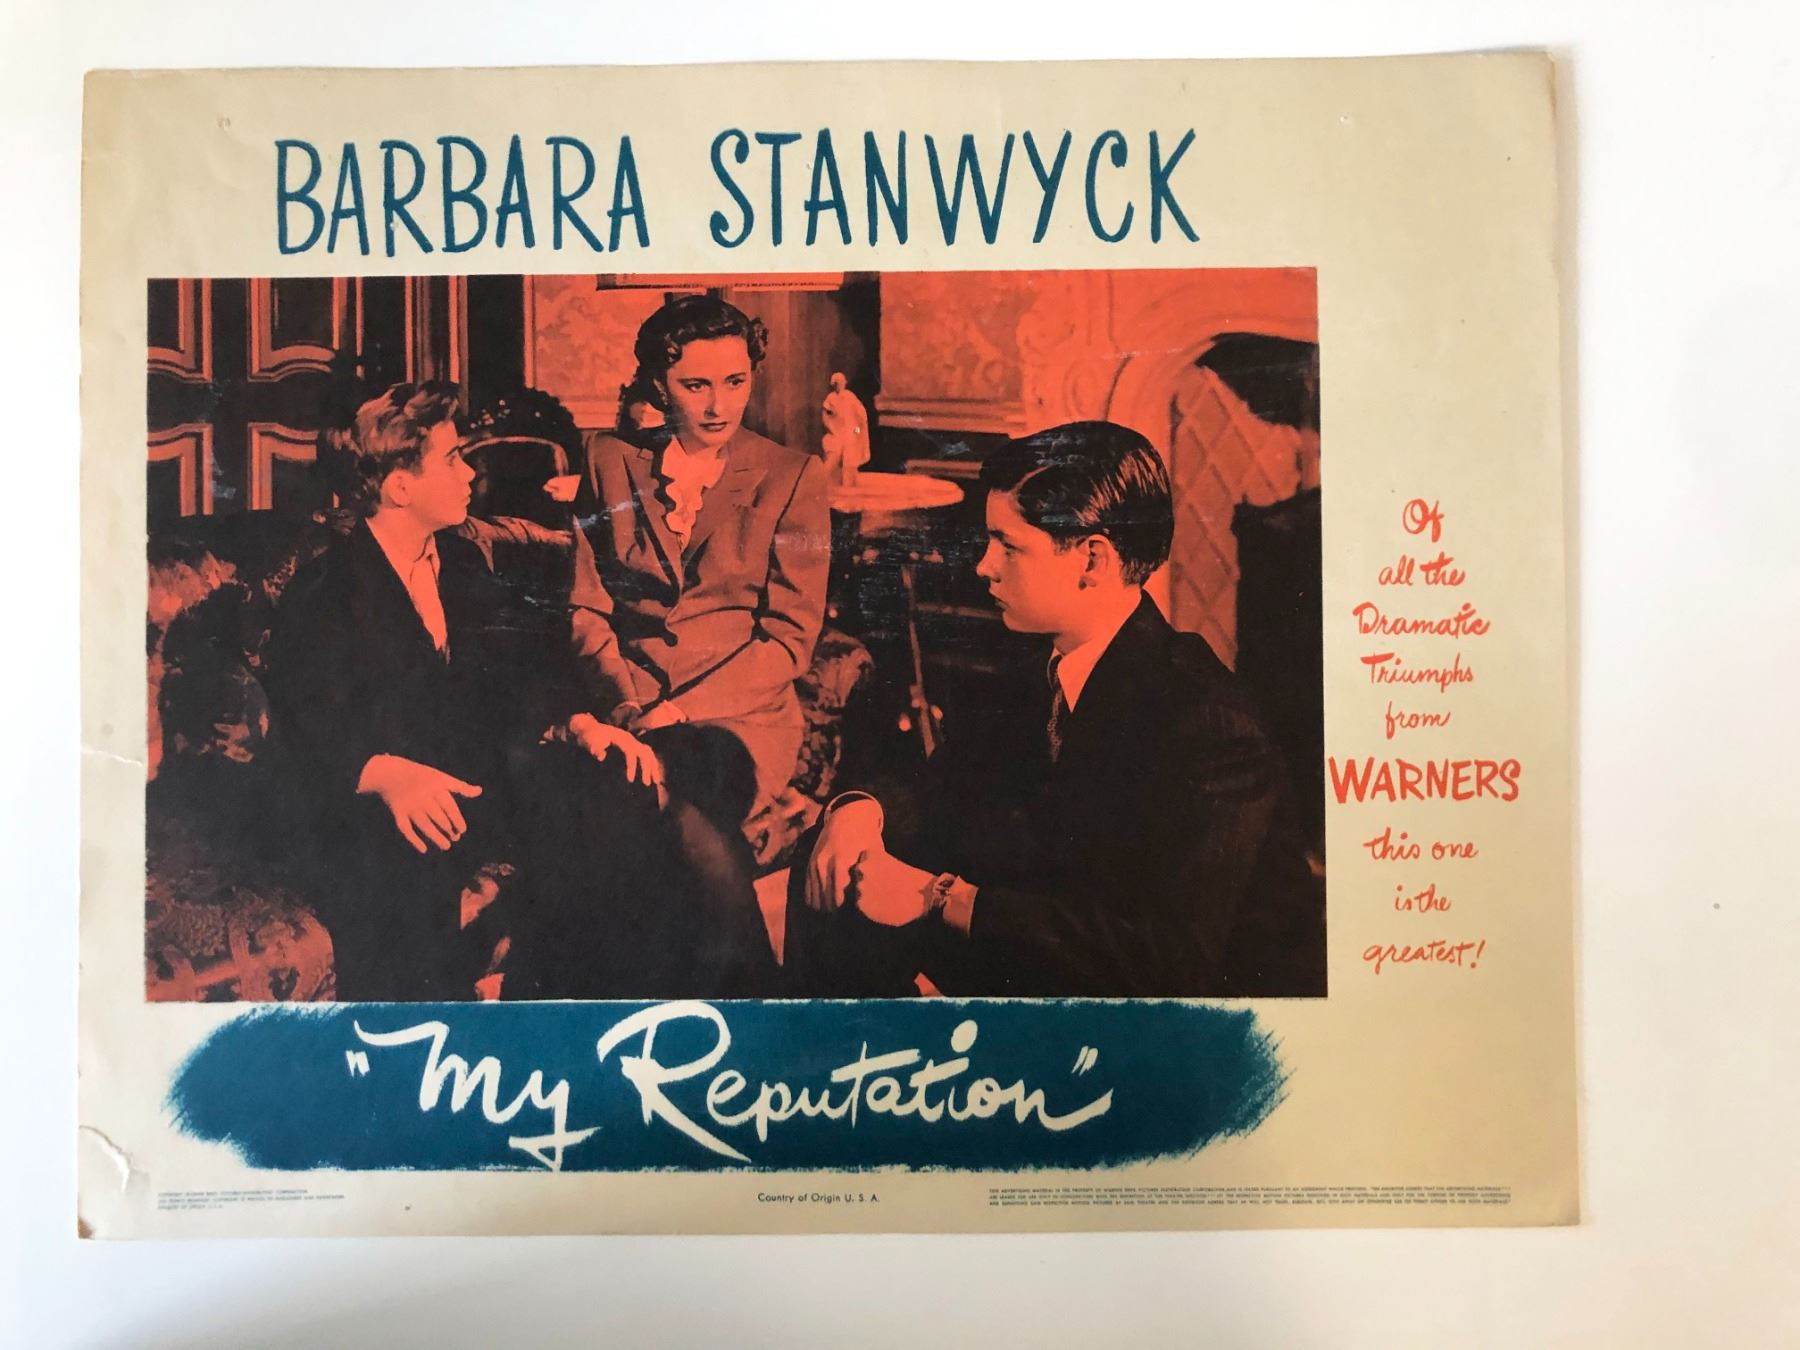 BARBARA STANWYCK
Of
all the
Dramatic
Triumphs
from
WARNERS
this one
is the
greatest!
"My Reputation"
Country of Origin U. S. A.